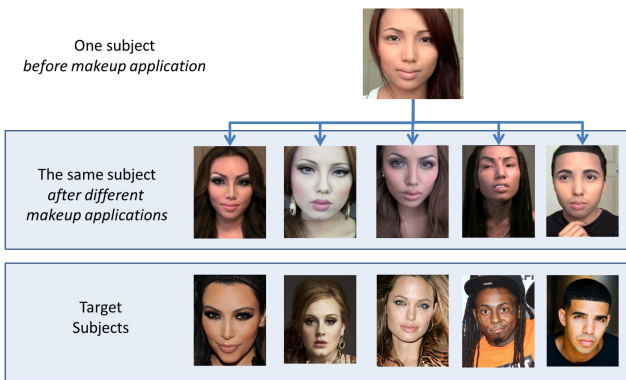 One subject
before makeup application
The same subject
after different
makeup applications
Target
Subjects